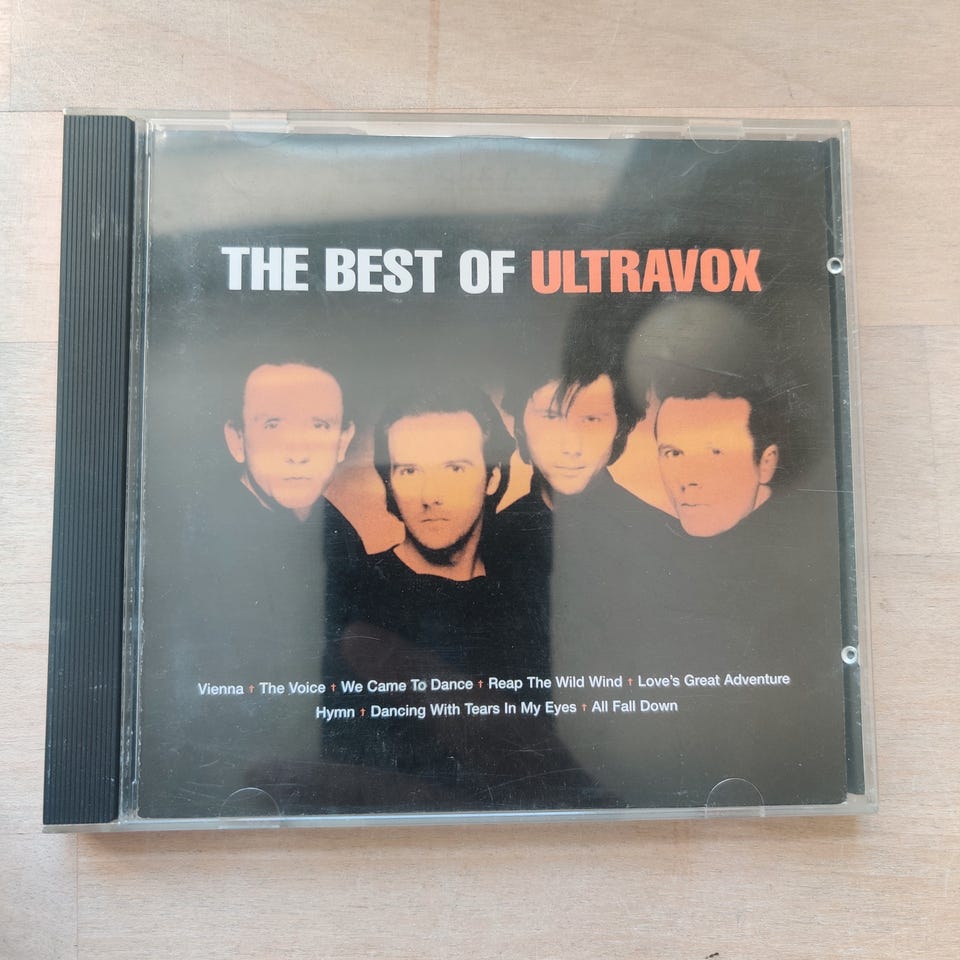 THE BEST OF ULTRAVOX
Vienna † The Voice † We Came To Dance † Reap The Wild Wind † Love's Great Adventure
Hymn † Dancing With Tears In My Eyes † All Fall Down